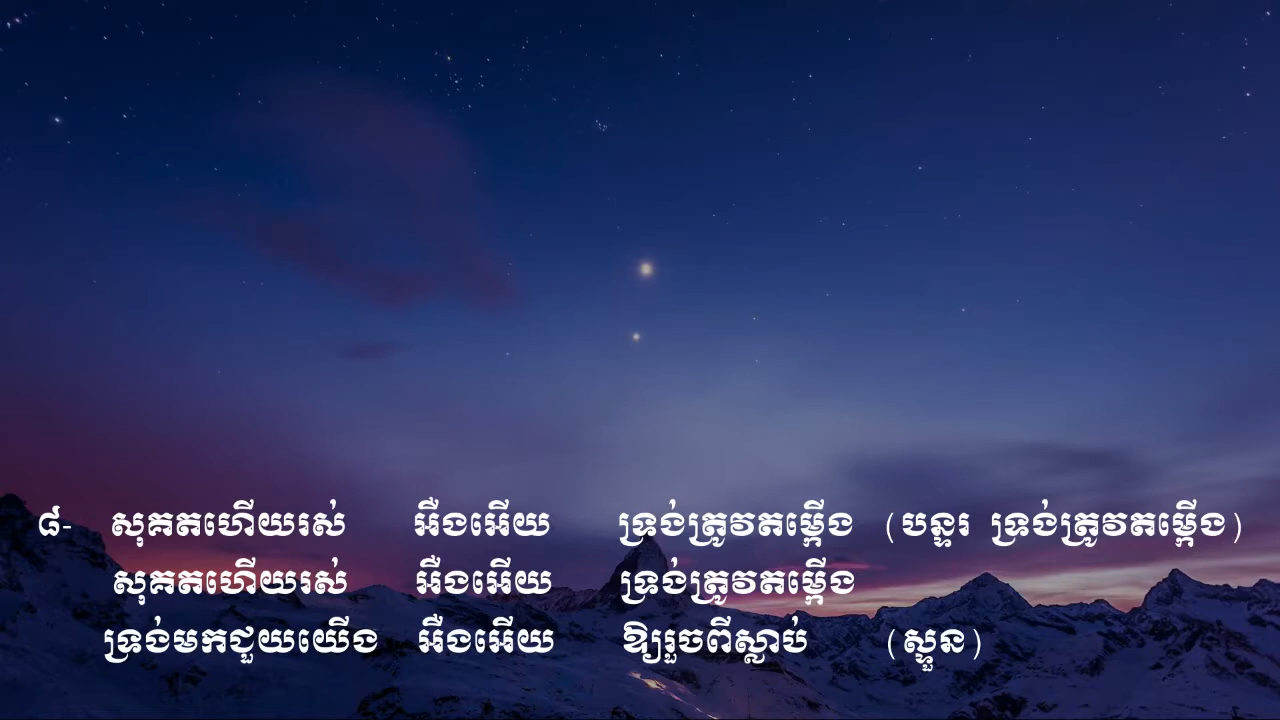 ៨- សុគតហើយរស់ អឺងអើយ ទ្រង់ត្រូវតម្កើង (បន្ទរ ទ្រង់ត្រូវតម្កើង)
សុគតហើយរស់ អឺងអើយ ទ្រង់ត្រូវតម្កើង
ទ្រង់មកជួយយើង អឺងអើយ ឱ្យរួចពីស្លាប់ (ស្ទួន)